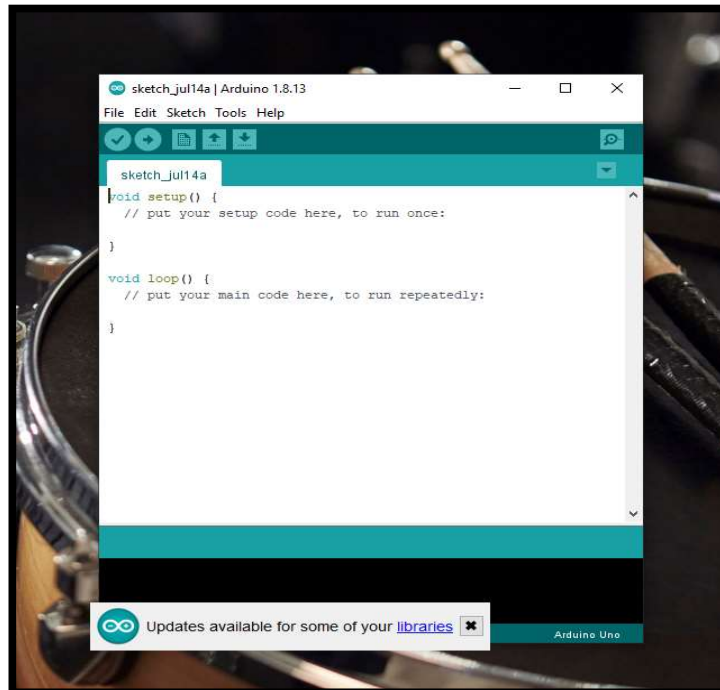 sketch_jul14a | Arduino 1.8.13
File Edit Sketch Tools Help
sketch_jul14a
void setup() {
  // put your setup code here, to run once:
}
void loop() {
  // put your main code here, to run repeatedly:
}
Updates available for some of your libraries
Arduino Uno